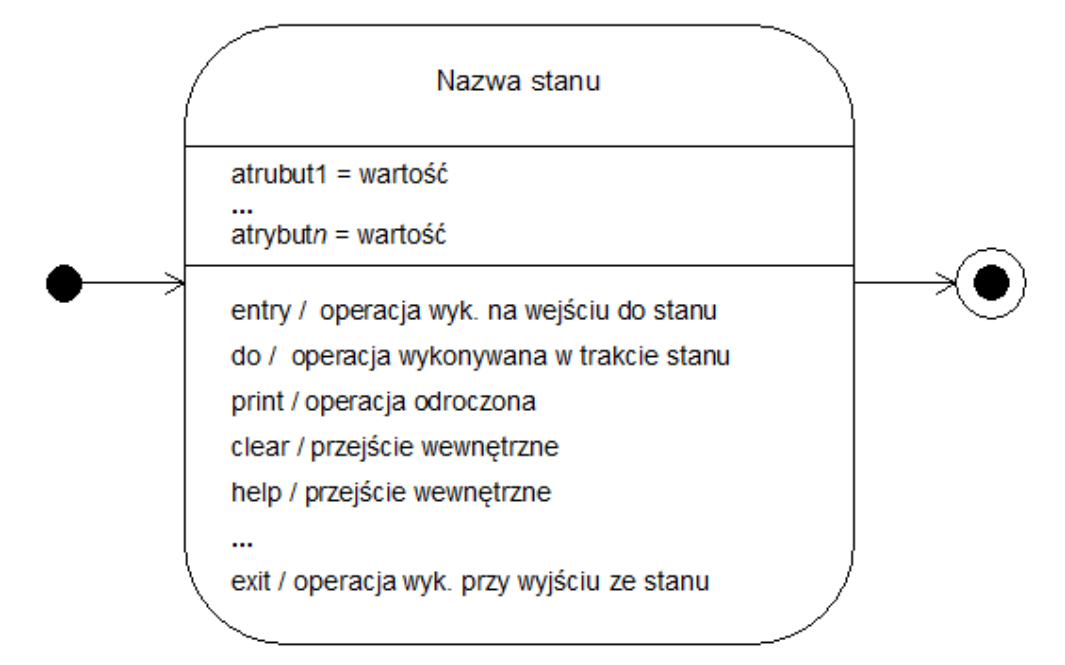 Nazwa stanu
atrubut1 = wartość
...
atrybutn = wartość
entry / operacja wyk. na wejściu do stanu
do / operacja wykonywana w trakcie stanu
print / operacja odroczona
clear / przejście wewnętrzne
help / przejście wewnętrzne
...
exit / operacja wyk. przy wyjściu ze stanu